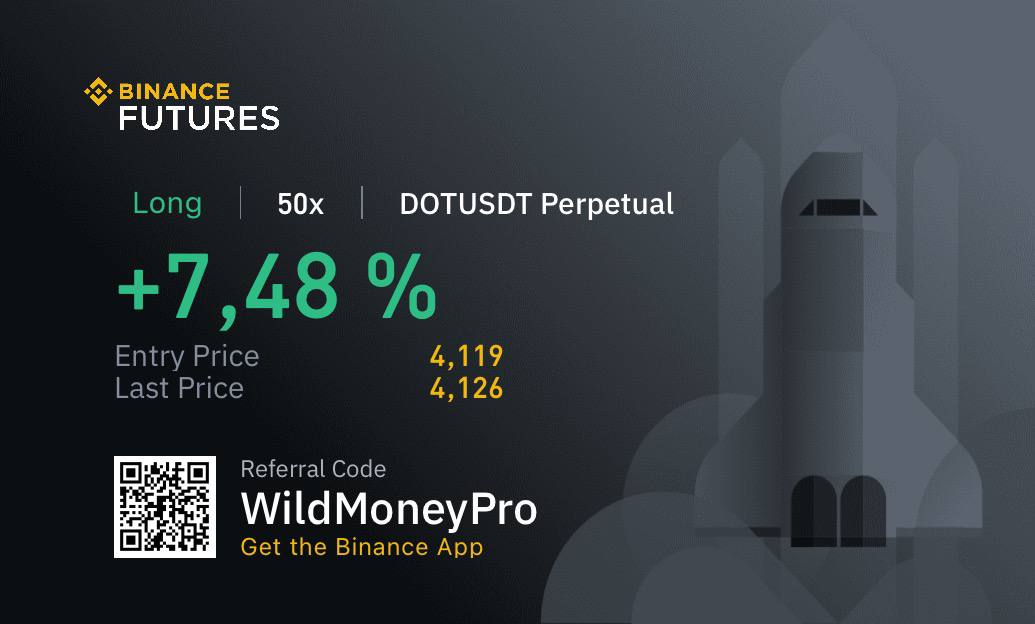 BINANCE
FUTURES
Long | 50x | DOTUSDT Perpetual
+7,48 %
Entry Price 4,119
Last Price 4,126
Referral Code
WildMoneyPro
Get the Binance App